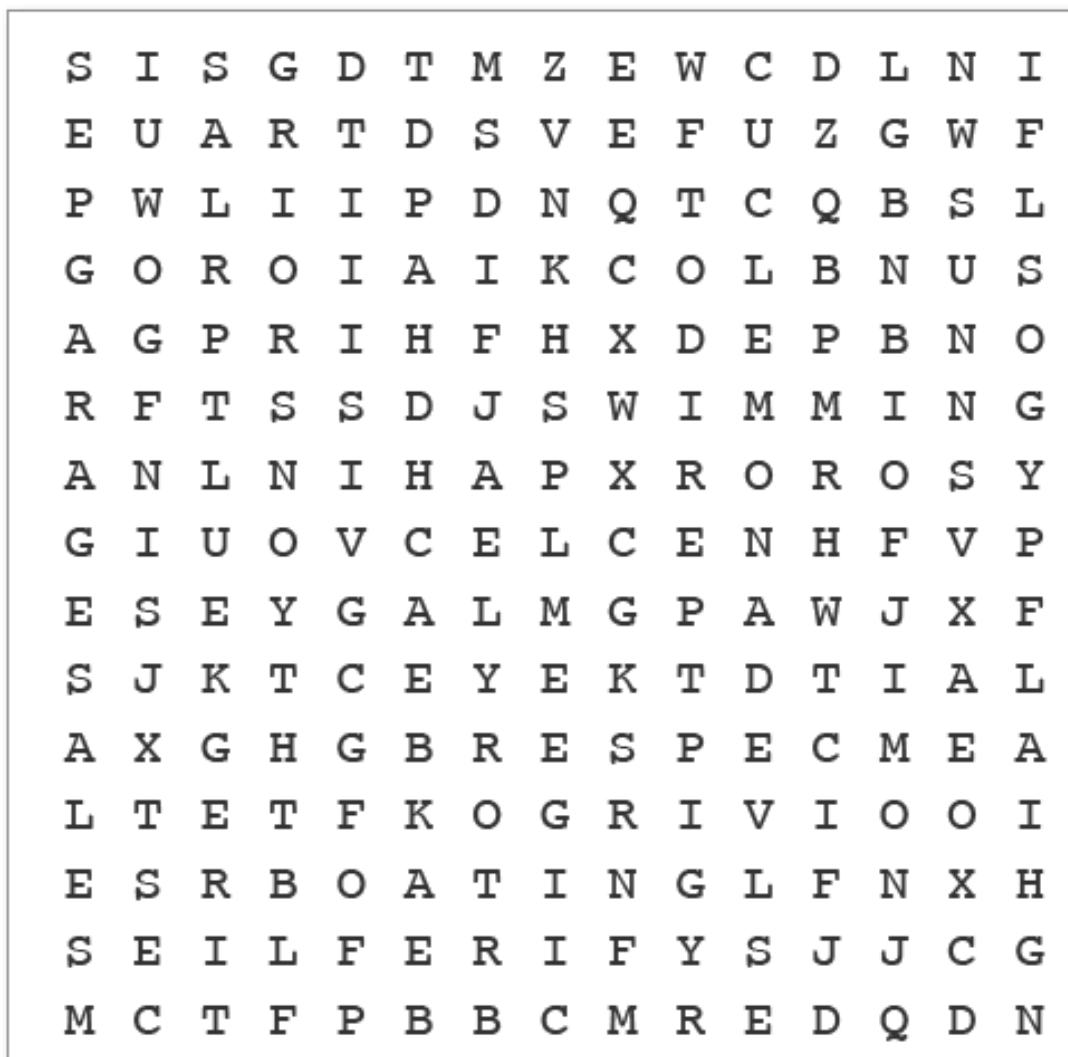 S I S G D T M Z E W C D L N I
E U A R T D S V E F U Z G W F
P W L I I P D N Q T C Q B S L
G O R O I A I K C O L B N U S
A G P R I H F H X D E P B N O
R F T S S D J S W I M M I N G
A N L N I H A P X R O R O S Y
G I U O V C E L C E N H F V P
E S E Y G A L M G P A W J X F
S J K T C E Y E K T D T I A L
A X G H G B R E S P E C M E A
L T E T F K O G R I V I O O I
E S R B O A T I N G L F N X H
S E I L F E R I F Y S J J C G
M C T F P B B C M R E D Q D N